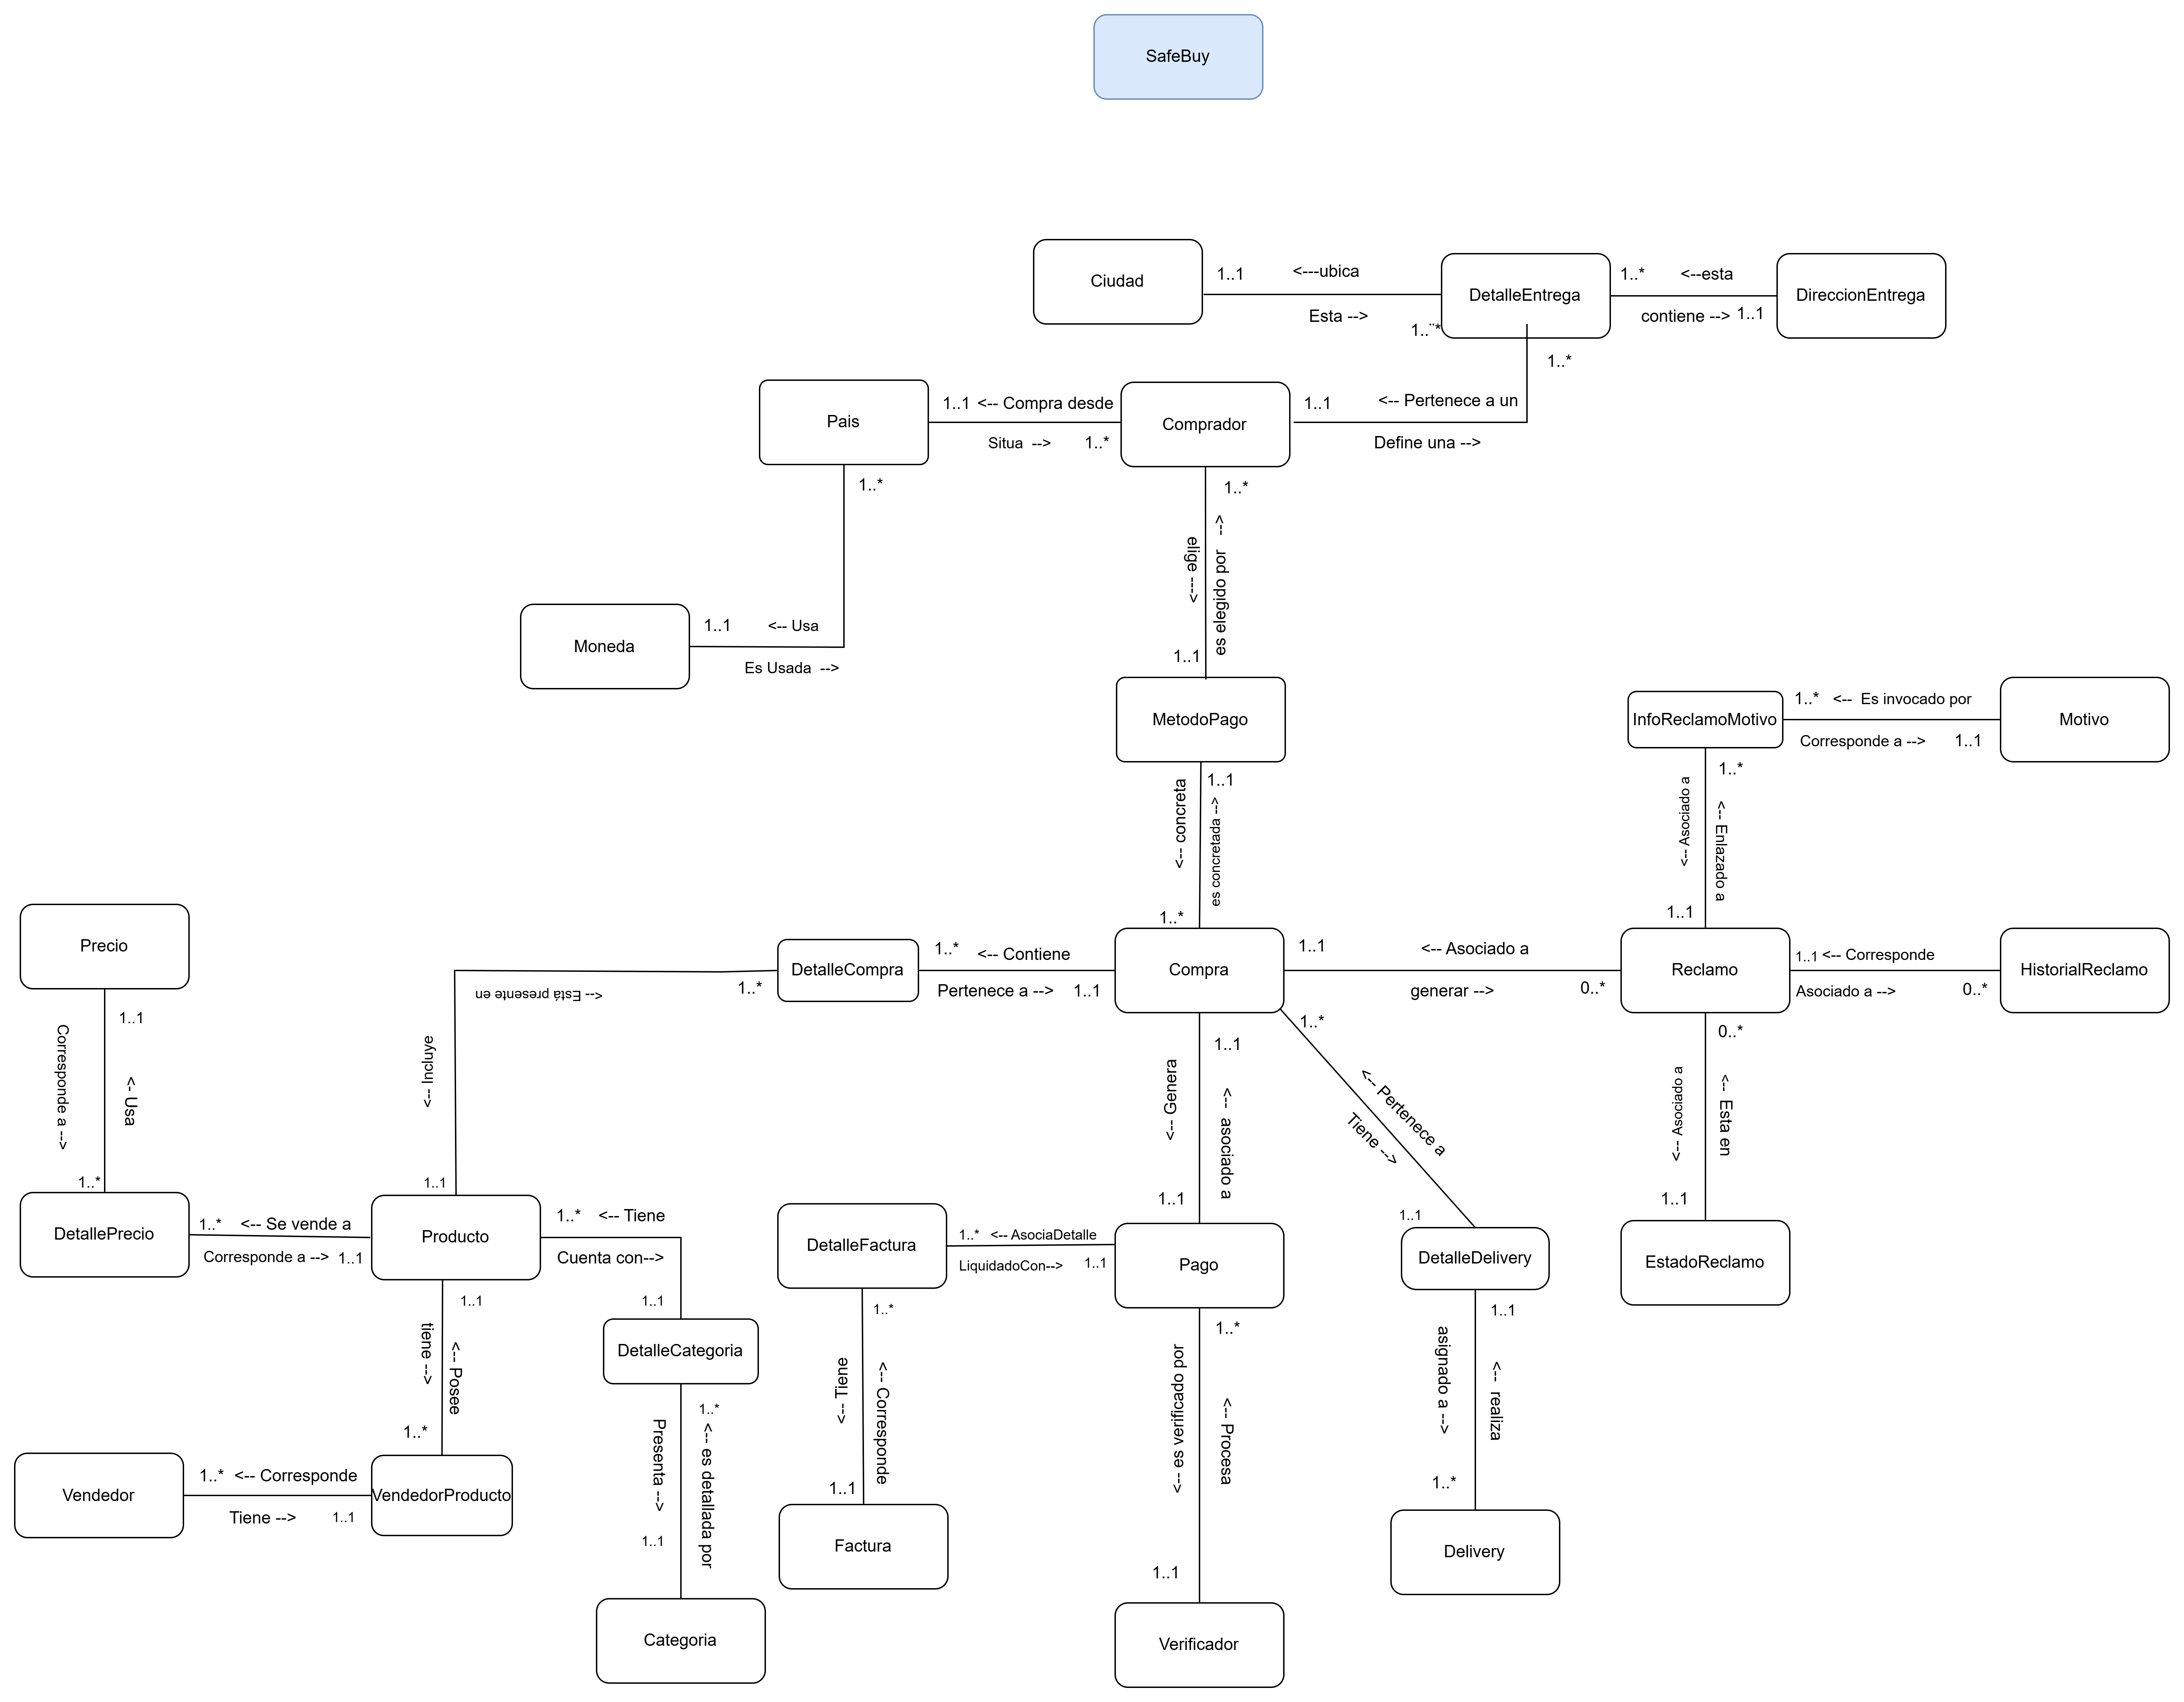 SafeBuy
Ciudad
1..1
<---ubica
Esta -->
1..¨*
DetalleEntrega
1..*
<--esta
contiene -->
1..1
DireccionEntrega
1..*
Pais
1..1
<-- Compra desde
Situa -->
1..*
Comprador
1..1
<-- Pertenece a un
Define una -->
1..*
1..*
elige --->
es elegido por <--
1..1
Moneda
1..1
<-- Usa
Es Usada -->
MetodoPago
InfoReclamoMotivo
1..*
<-- Es invocado por
Corresponde a -->
1..1
Motivo
1..1
<-- concreta
es concretada -->
1..*
1..*
<-- Asociado a
<-- Enlazado a
1..1
Precio
1..1
Corresponde a -->
<- Usa
1..*
DetalleCompra
1..*
<-- Contiene
Pertenece a -->
1..1
Compra
1..1
<-- Asociado a
generar -->
0..*
Reclamo
1..1
<-- Corresponde
Asociado a -->
0..*
HistorialReclamo
<-- Está presente en
1..*
<-- Incluye
1..1
1..1
<-- Genera
<-- asociado a
1..1
1..*
<-- Pertenece a
Tiene -->
1..1
0..*
<-- Asociado a
<-- Esta en
1..1
DetallePrecio
1..*
<-- Se vende a
Corresponde a -->
1..1
Producto
1..*
<-- Tiene
Cuenta con-->
1..1
DetalleFactura
1..*
<-- AsociaDetalle
LiquidadoCon-->
1..1
Pago
DetalleDelivery
EstadoReclamo
1..1
tiene -->
<-- Posee
1..*
DetalleCategoria
1..*
<-- Tiene
<-- Corresponde
1..1
1..*
<-- es verificado por
<-- Procesa
1..1
1..1
asignado a -->
<-- realiza
1..*
1..*
Presenta -->
<-- es detallada por
1..1
Vendedor
1..*
<-- Corresponde
Tiene -->
1..1
VendedorProducto
Factura
Delivery
Categoria
Verificador